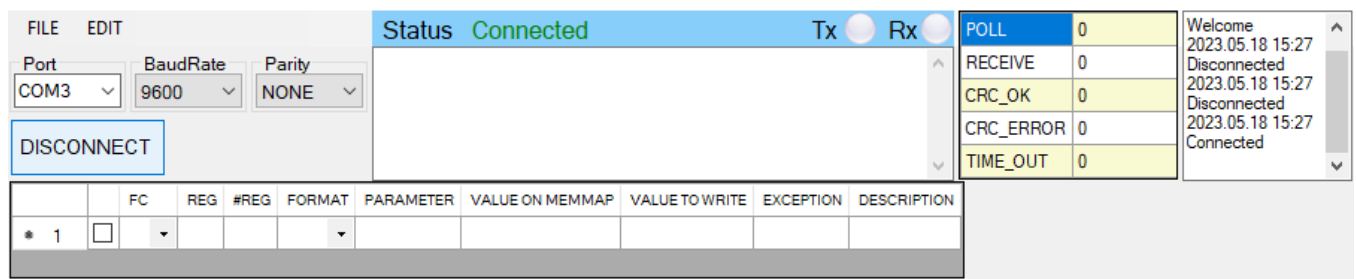 FILE EDIT
Status Connected Tx Rx
Port BaudRate Parity
COM3 9600 NONE
DISCONNECT
POLL 0
RECEIVE 0
CRC_OK 0
CRC_ERROR 0
TIME_OUT 0
Welcome
2023.05.18 15:27
Disconnected
2023.05.18 15:27
Disconnected
2023.05.18 15:27
Connected
FC REG #REG FORMAT PARAMETER VALUE ON MEMMAP VALUE TO WRITE EXCEPTION DESCRIPTION
* 1